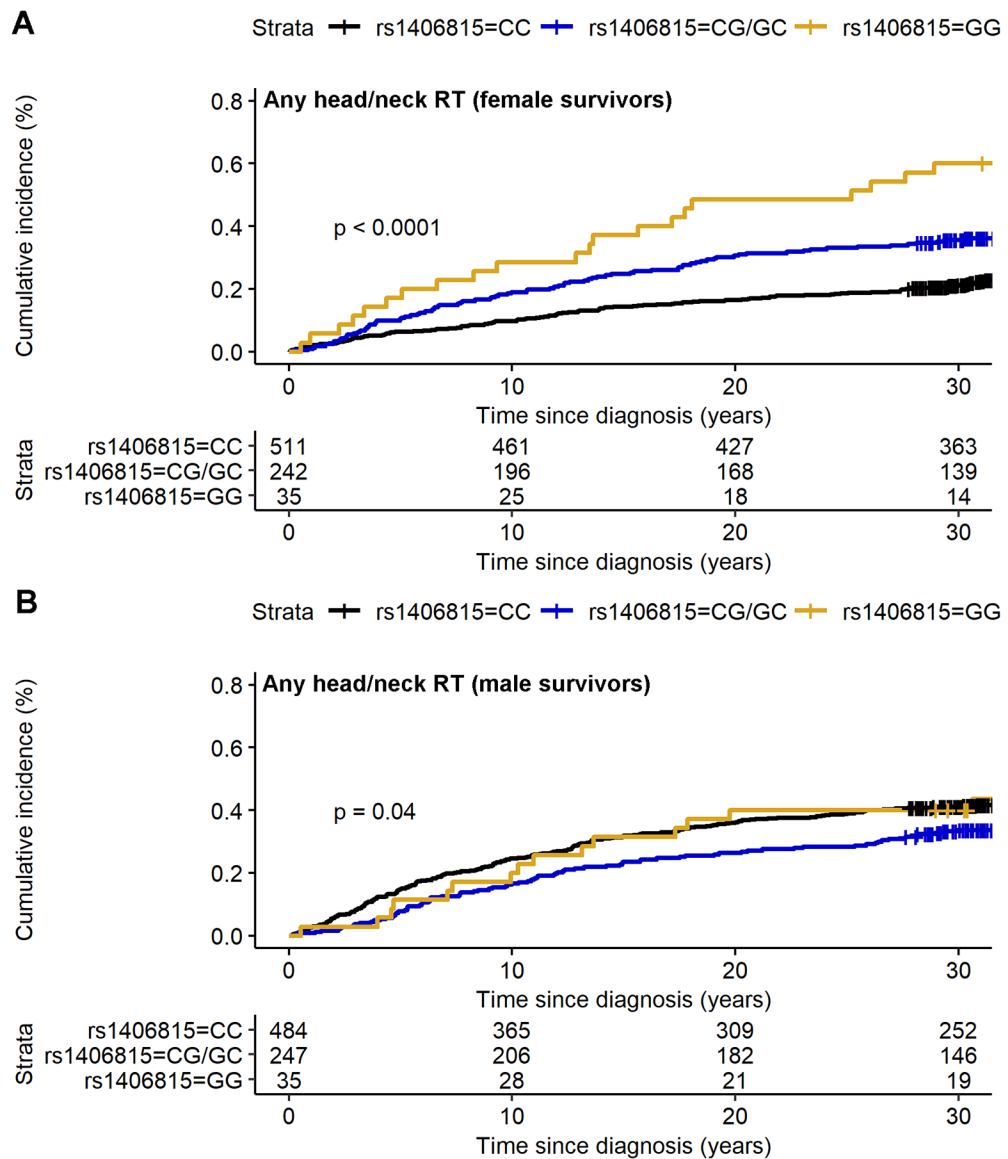 A
Strata rs1406815=CC rs1406815=CG/GC rs1406815=GG
Any head/neck RT (female survivors)
Cumulative incidence (%)
0.8
0.6
0.4
0.2
0.0
p < 0.0001
0 10 20 30
Time since diagnosis (years)
Strata
rs1406815=CC 511 461 427 363
rs1406815=CG/GC 242 196 168 139
rs1406815=GG 35 25 18 14
0 10 20 30
Time since diagnosis (years)
B
Strata rs1406815=CC rs1406815=CG/GC rs1406815=GG
Any head/neck RT (male survivors)
Cumulative incidence (%)
0.8
0.6
0.4
0.2
0.0
p = 0.04
0 10 20 30
Time since diagnosis (years)
Strata
rs1406815=CC 484 365 309 252
rs1406815=CG/GC 247 206 182 146
rs1406815=GG 35 28 21 19
0 10 20 30
Time since diagnosis (years)